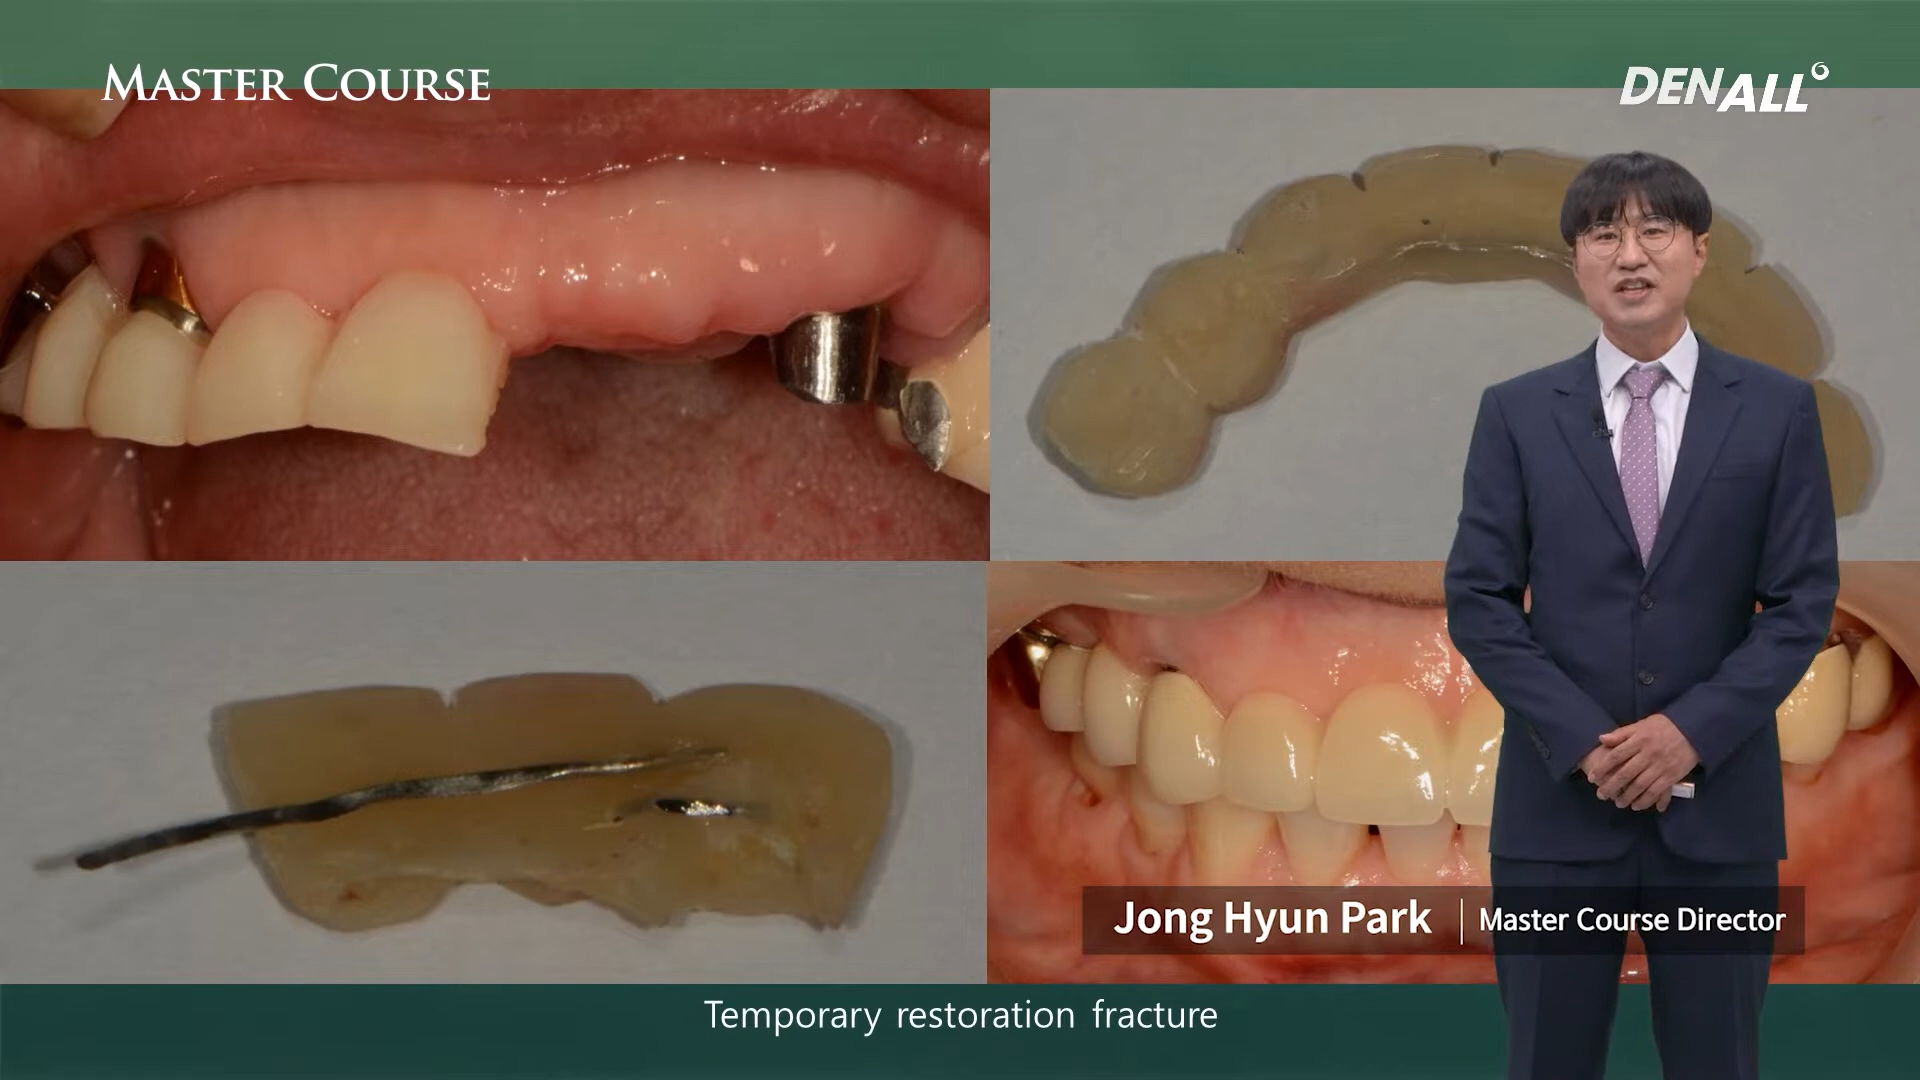 MASTER COURSE
DENALL
Jong Hyun Park | Master Course Director
Temporary restoration fracture